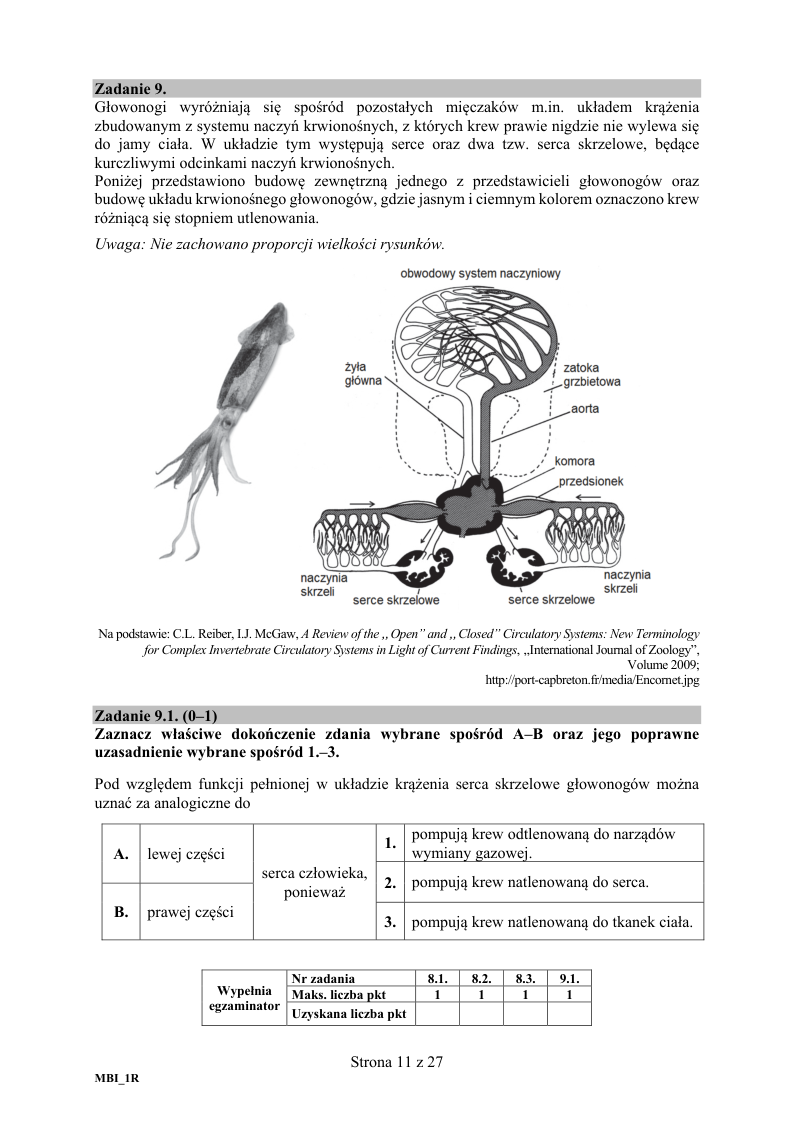 Zadanie 9.
Głowonogi wyróżniają się spośród pozostałych mięczaków m.in. układem krążenia
zbudowanym z systemu naczyń krwionośnych, z których krew prawie nigdzie nie wylewa się
do jamy ciała. W układzie tym występują serce oraz dwa tzw. serca skrzelowe, będące
kurczliwymi odcinkami naczyń krwionośnych.
Poniżej przedstawiono budowę zewnętrzną jednego z przedstawicieli głowonogów oraz
budowę układu krwionośnego głowonogów, gdzie jasnym i ciemnym kolorem oznaczono krew
różniącą się stopniem utlenowania.
Uwaga: Nie zachowano proporcji wielkości rysunków.
obwodowy system naczyniowy
żyła
główna
zatoka
grzbietowa
aorta
komora
przedsionek
naczynia
skrzeli
serce skrzelowe
serce skrzelowe
naczynia
skrzeli
Na podstawie: C.L. Reiber, I.J. McGaw, A Review of the ,,Open” and ,,Closed” Circulatory Systems: New Terminology
for Complex Invertebrate Circulatory Systems in Light of Current Findings, „International Journal of Zoology”,
Volume 2009;
http://port-capbreton.fr/media/Encornet.jpg
Zadanie 9.1. (0–1)
Zaznacz właściwe dokończenie zdania wybrane spośród A–B oraz jego poprawne
uzasadnienie wybrane spośród 1.–3.
Pod względem funkcji pełnionej w układzie krążenia serca skrzelowe głowonogów można
uznać za analogiczne do
A. lewej części
B. prawej części
serca człowieka,
ponieważ
1. pompują krew odtlenowaną do narządów
wymiany gazowej.
2. pompują krew natlenowaną do serca.
3. pompują krew natlenowaną do tkanek ciała.
Wypełnia
egzaminator
Nr zadania 8.1. 8.2. 8.3. 9.1.
Maks. liczba pkt 1 1 1 1
Uzyskana liczba pkt
Strona 11 z 27
MBI_1R